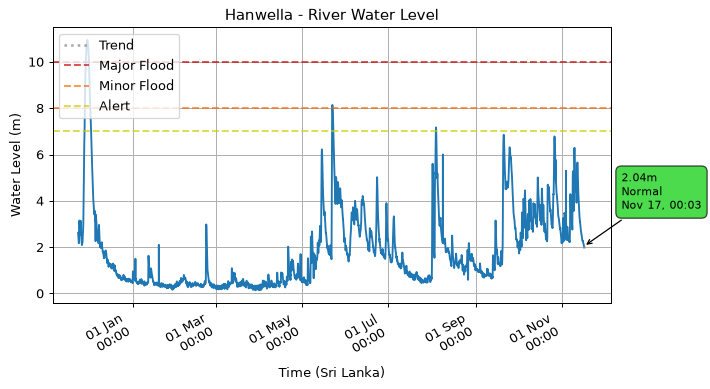 Hanwella - River Water Level
Trend
Major Flood
Minor Flood
Alert
Water Level (m)
10
8
6
4
2
0
2.04m
Normal
Nov 17, 00:03
01 Jan
00:00
01 Mar
00:00
01 May
00:00
01 Jul
00:00
01 Sep
00:00
01 Nov
00:00
Time (Sri Lanka)